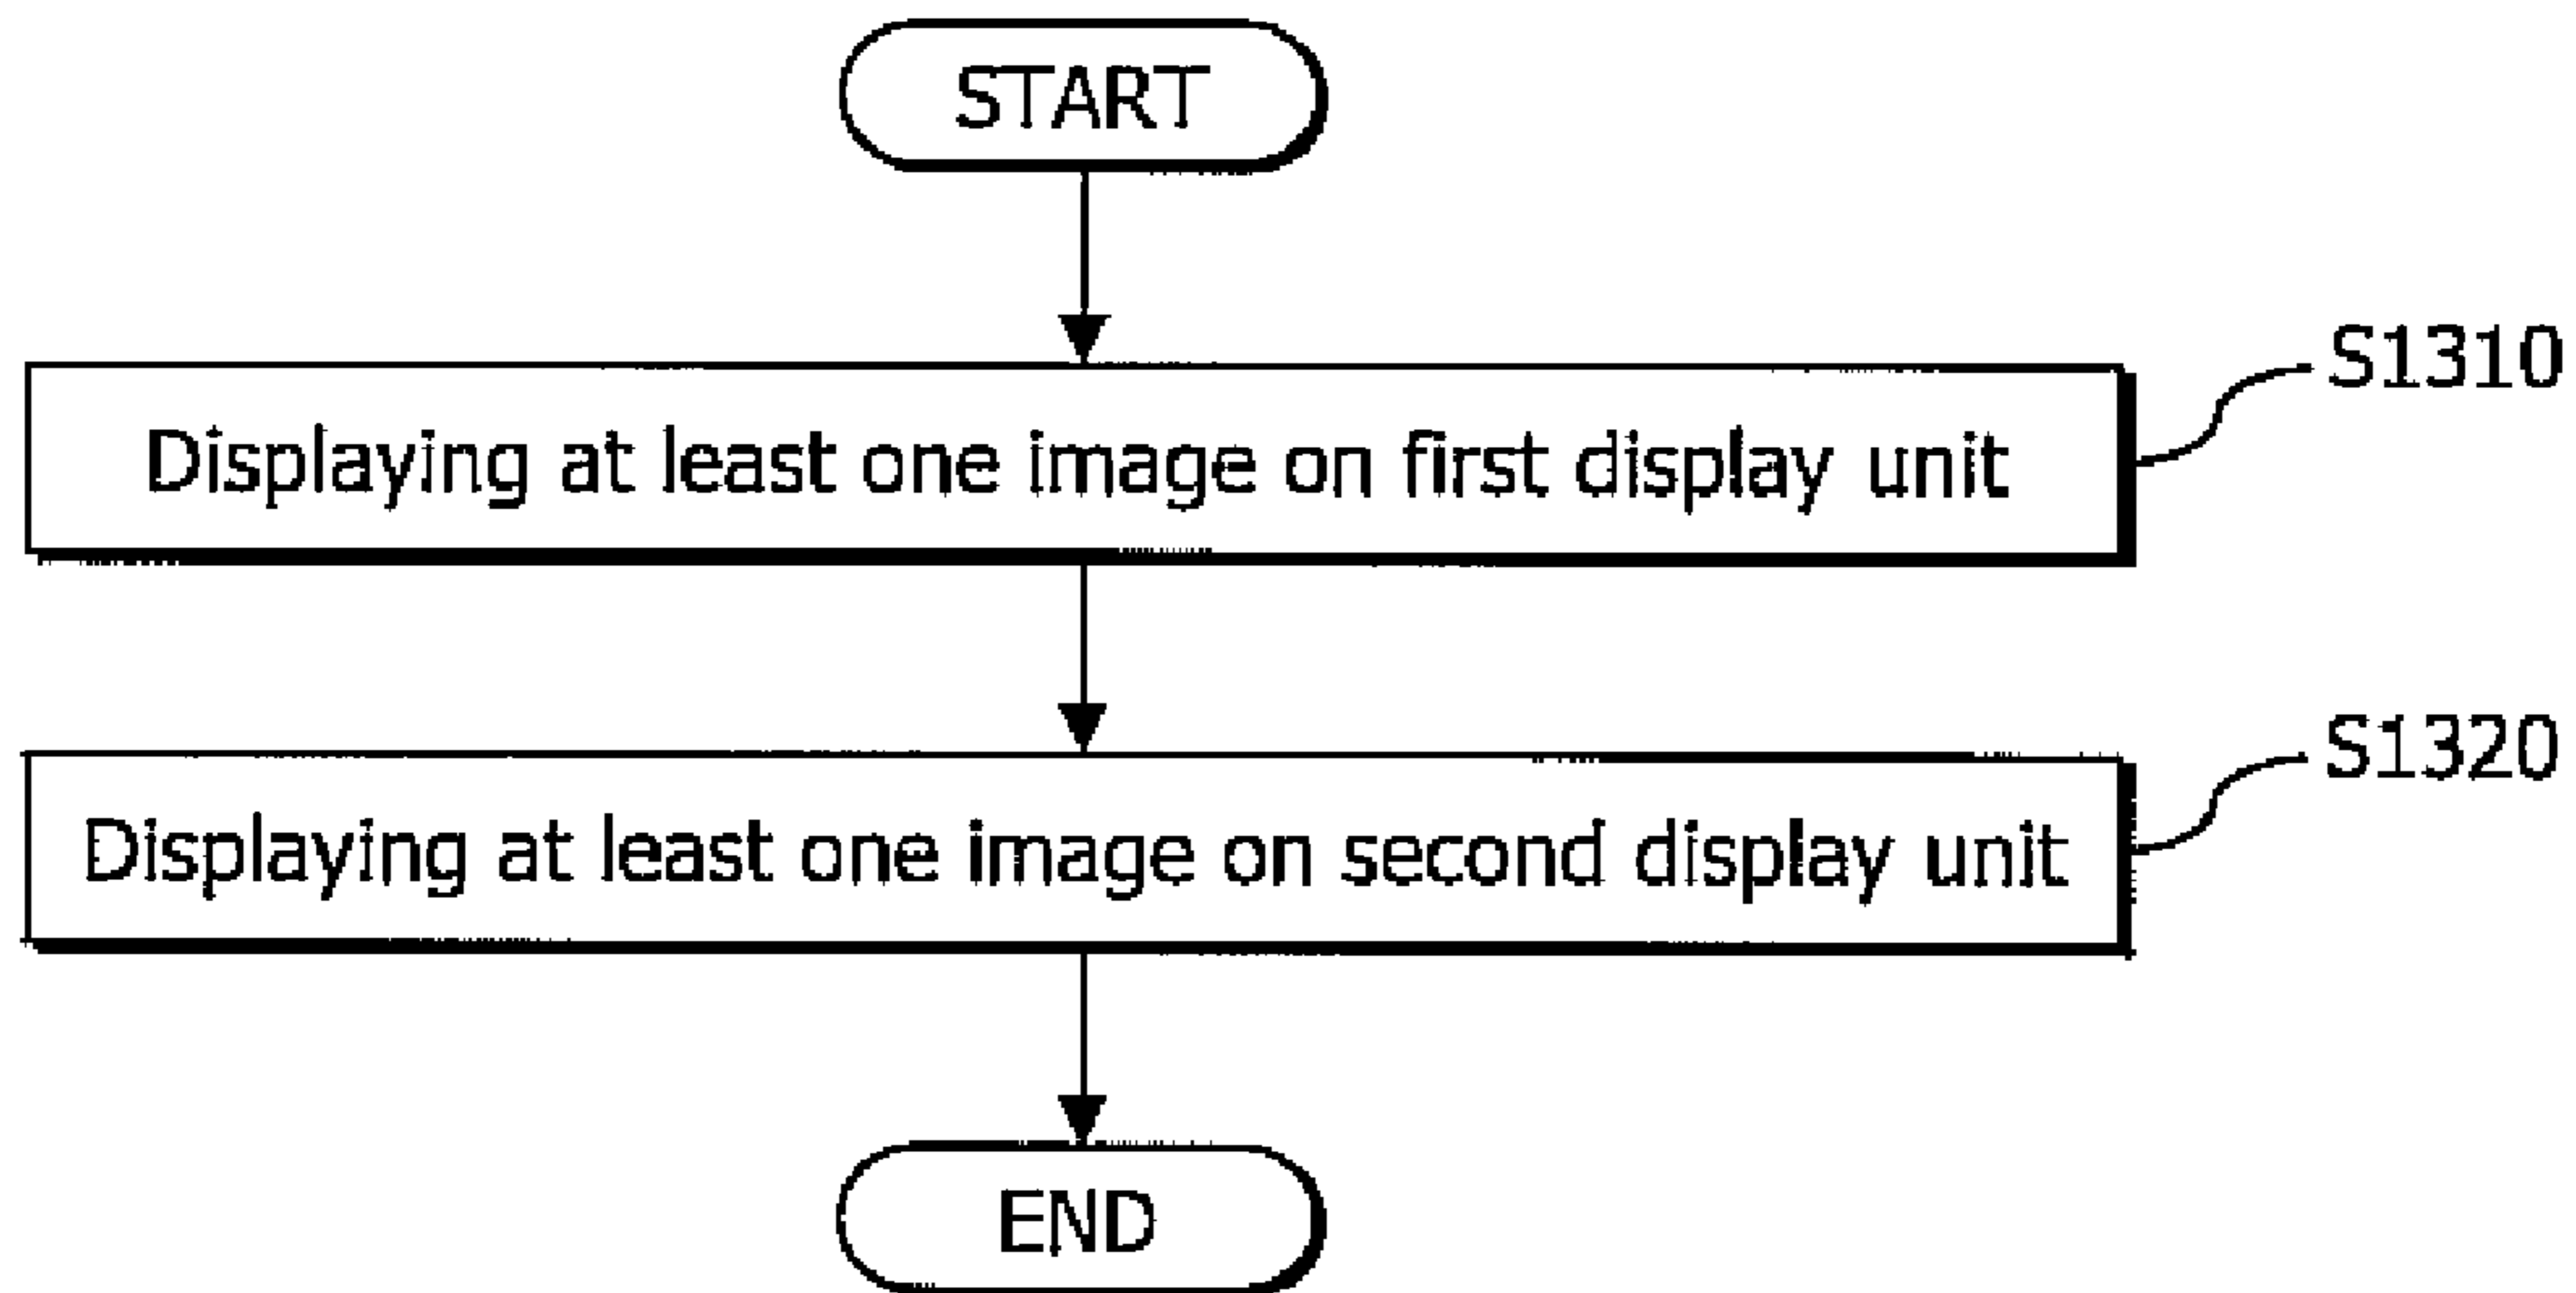 START
Displaying at least one image on first display unit
S1310
Displaying at least one image on second display unit
S1320
END